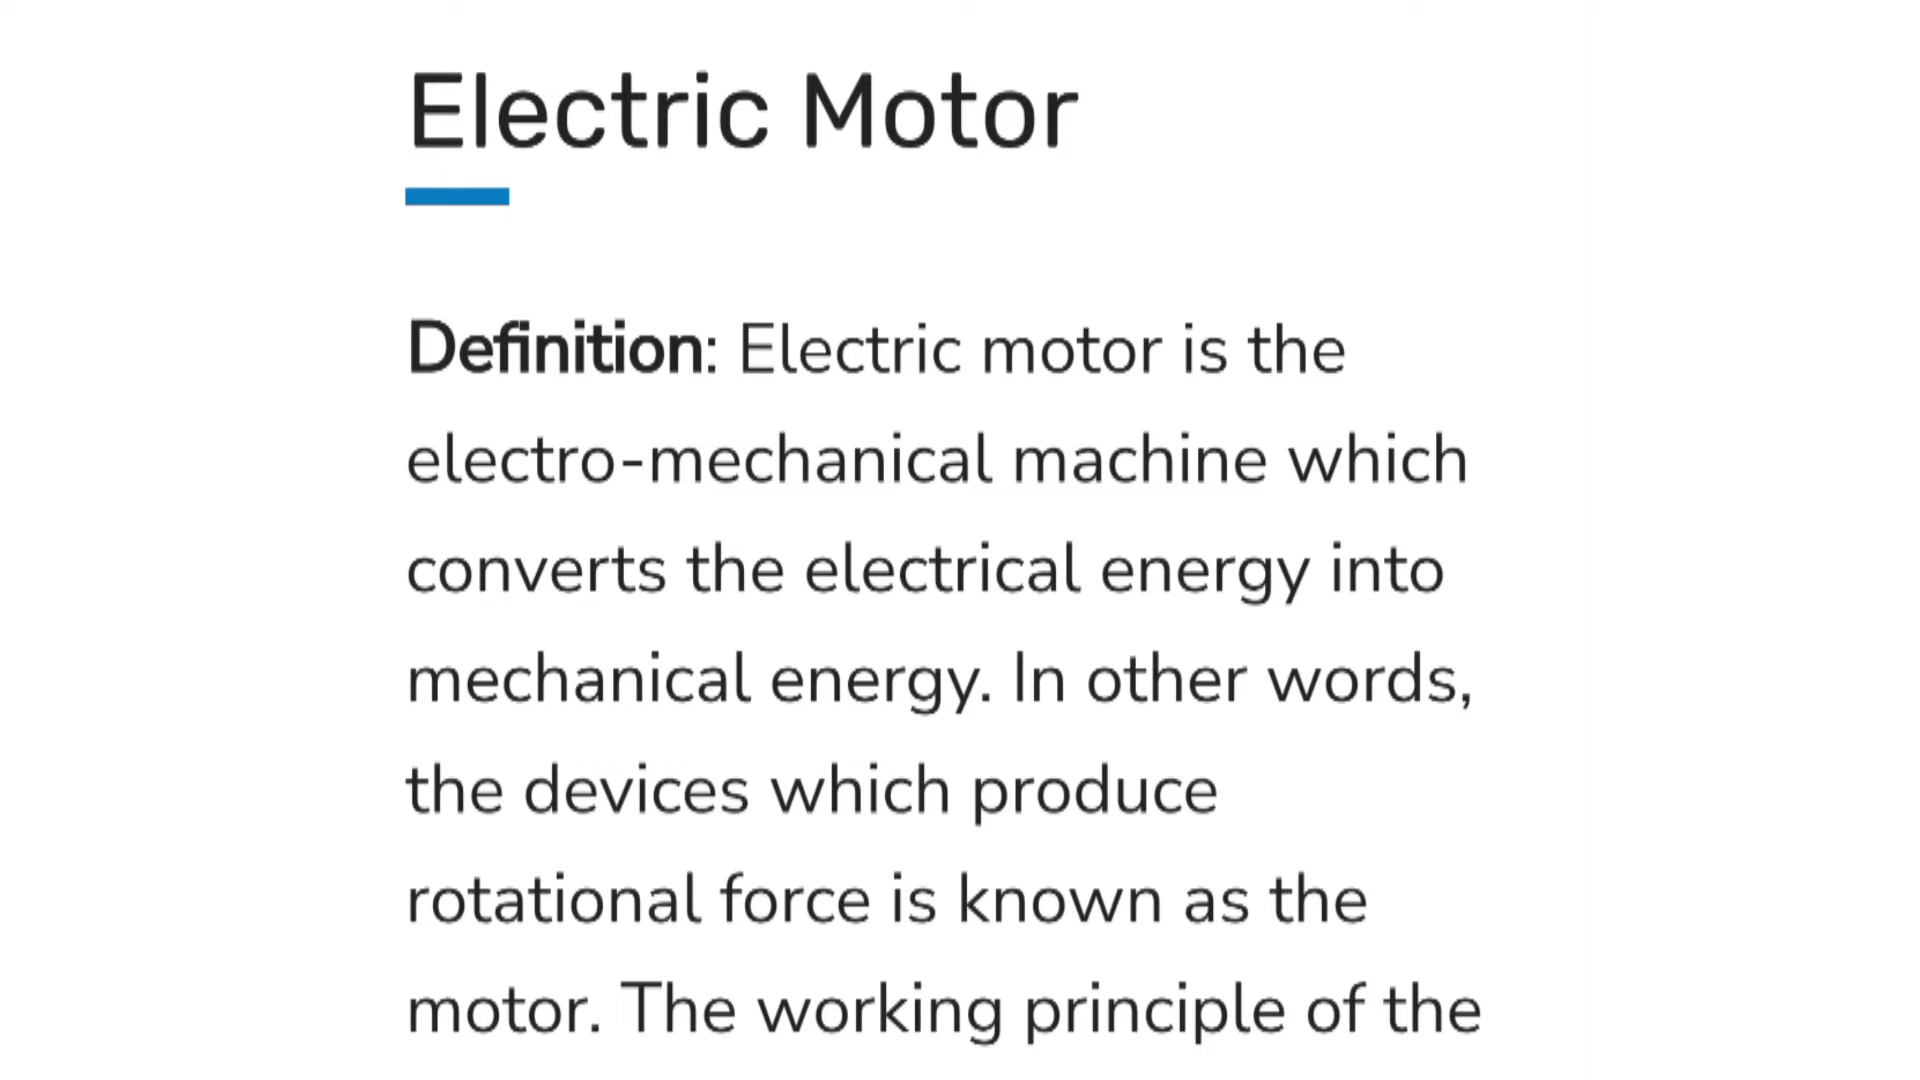 Electric Motor
Definition: Electric motor is the
electro-mechanical machine which
converts the electrical energy into
mechanical energy. In other words,
the devices which produce
rotational force is known as the
motor. The working principle of the